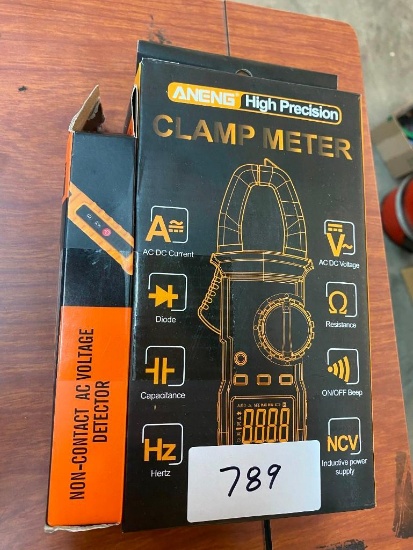 ANENG High Precision
CLAMP METER
A
AC DC Current
V
AC DC Voltage
Diode
Ω
Resistance
Capacitance
ON/OFF Beep
Hz
Hertz
NCV
Inductive power
supply
8888
789
NON-CONTACT AC VOLTAGE
DETECTOR